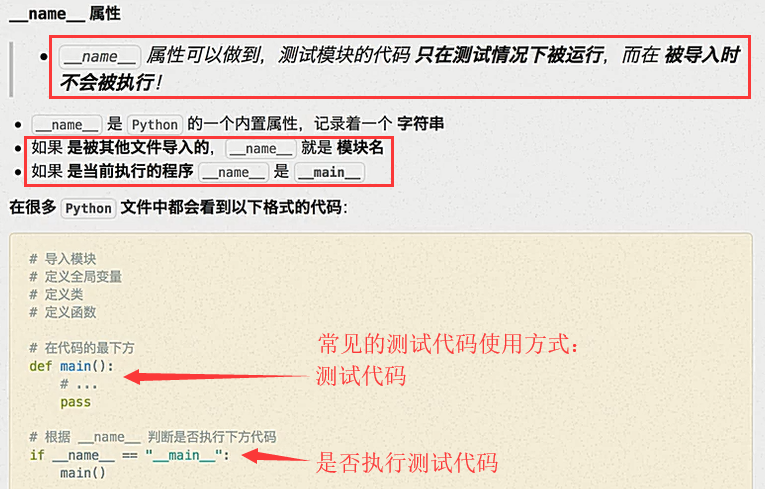 __name__ 属性
• __name__ 属性可以做到，测试模块的代码 只在测试情况下被运行，而在 被导入时
不会被执行！
• __name__ 是 Python 的一个内置属性，记录着一个 字符串
• 如果 是被其他文件导入的，__name__ 就是 模块名
• 如果 是当前执行的程序 __name__ 是 __main__
在很多 Python 文件中都会看到以下格式的代码：
# 导入模块
# 定义全局变量
# 定义类
# 定义函数
# 在代码的最下方
常见的测试代码使用方式：
def main():
测试代码
# ...
pass
# 根据 __name__ 判断是否执行下方代码
if __name__ == "__main__":
是否执行测试代码
main()